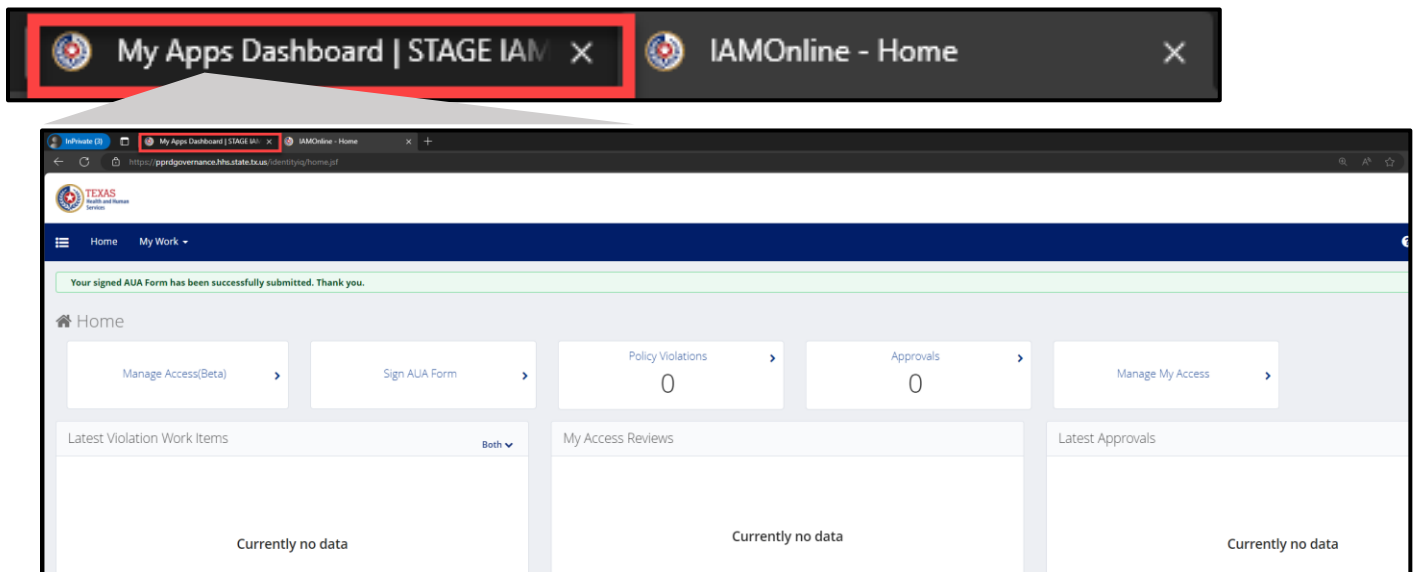 My Apps Dashboard | STAGE IAM
IAMOnline - Home
InPrivate (3)
My Apps Dashboard | STAGE IAM
IAMOnline - Home
https://pprdgovernance.hhs.state.tx.us/identityiq/home.jsf
TEXAS
Health and Human
Services
Home My Work
Your signed AUA Form has been successfully submitted. Thank you.
Home
Manage Access(Beta)
Sign AUA Form
Policy Violations
0
Approvals
0
Manage My Access
Latest Violation Work Items
Both
My Access Reviews
Latest Approvals
Currently no data
Currently no data
Currently no data